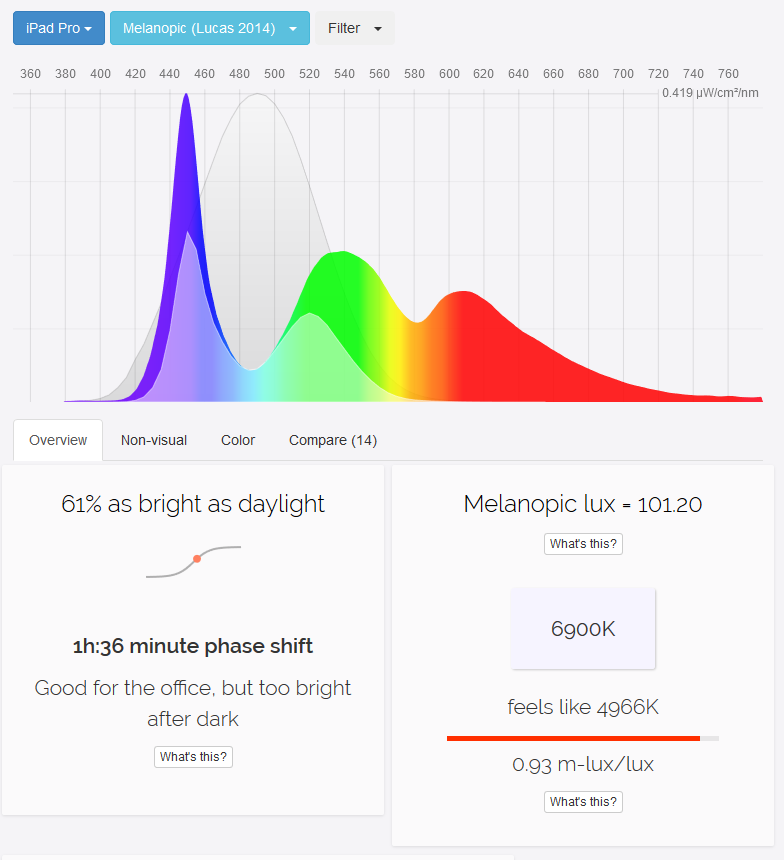 iPad Pro Melanopic (Lucas 2014) Filter
360 380 400 420 440 460 480 500 520 540 560 580 600 620 640 660 680 700 720 740 760
0.419 µW/cm²/nm
Overview Non-visual Color Compare (14)
61% as bright as daylight
1h:36 minute phase shift
Good for the office, but too bright
after dark
What's this?
Melanopic lux = 101.20
What's this?
6900K
feels like 4966K
0.93 m-lux/lux
What's this?